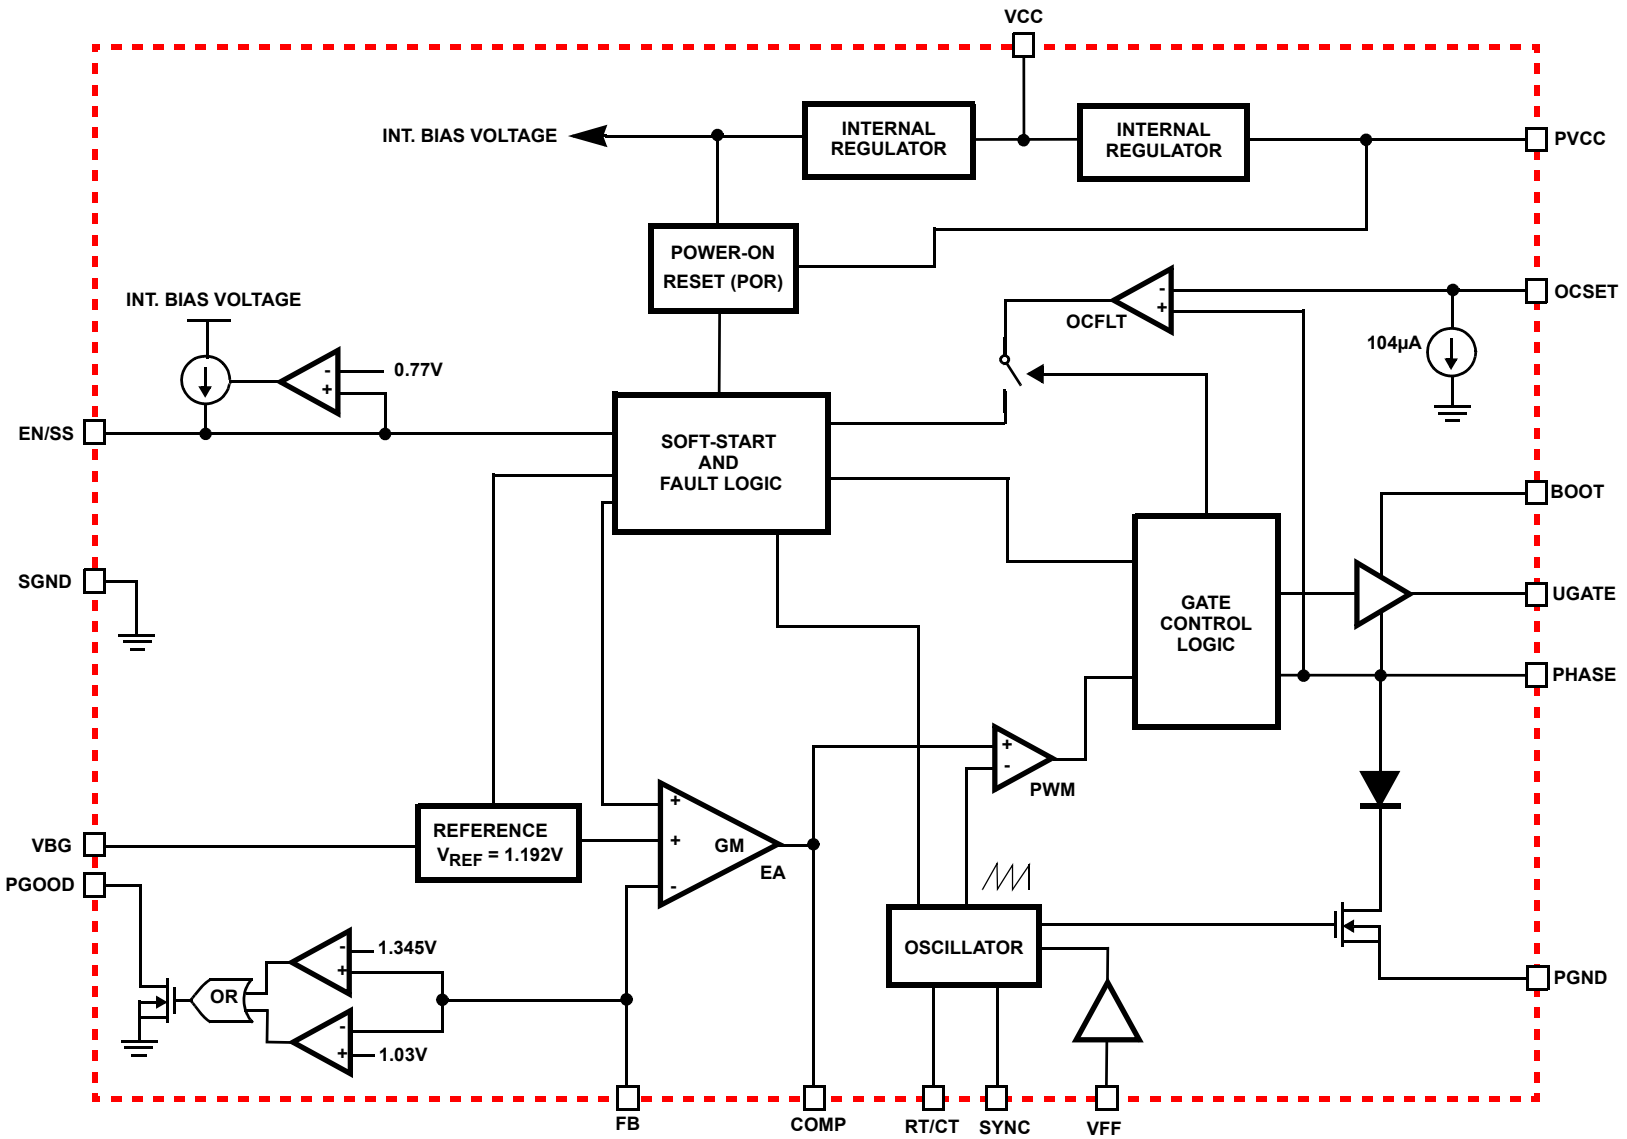 VCC
INT. BIAS VOLTAGE
INTERNAL
REGULATOR
INTERNAL
REGULATOR
PVCC
POWER-ON
RESET (POR)
INT. BIAS VOLTAGE
-
+
OCFLT
OCSET
104µA
-
+
0.77V
EN/SS
SOFT-START
AND
FAULT LOGIC
BOOT
SGND
GATE
CONTROL
LOGIC
UGATE
PHASE
+
-
PWM
+
+
-
GM
EA
VBG
REFERENCE
VREF = 1.192V
PGOOD
OSCILLATOR
-
+
1.345V
OR
-
+
1.03V
PGND
FB
COMP
RT/CT
SYNC
VFF